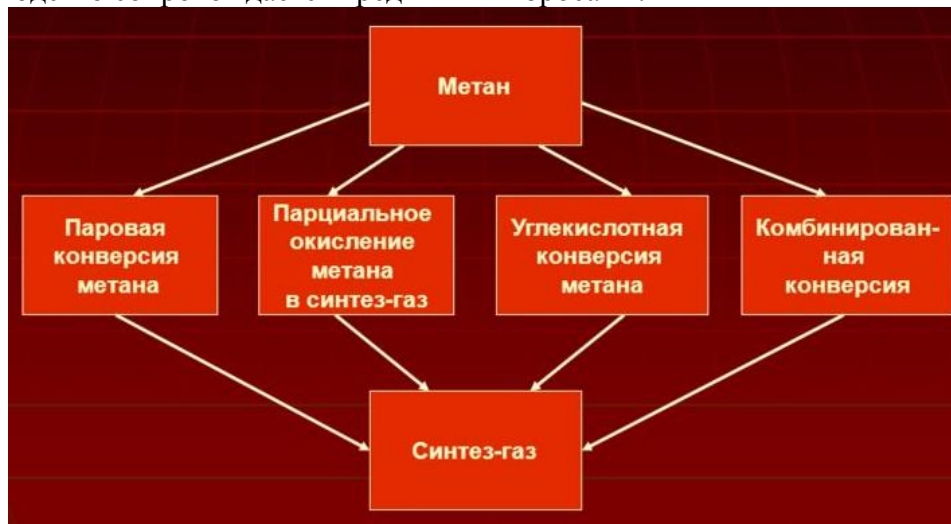 Метан
Паровая
конверсия
метана
Парциальное
окисление
метана
в синтез-газ
Углекислотная
конверсия
метана
Комбинирован-
ная
конверсия
Синтез-газ